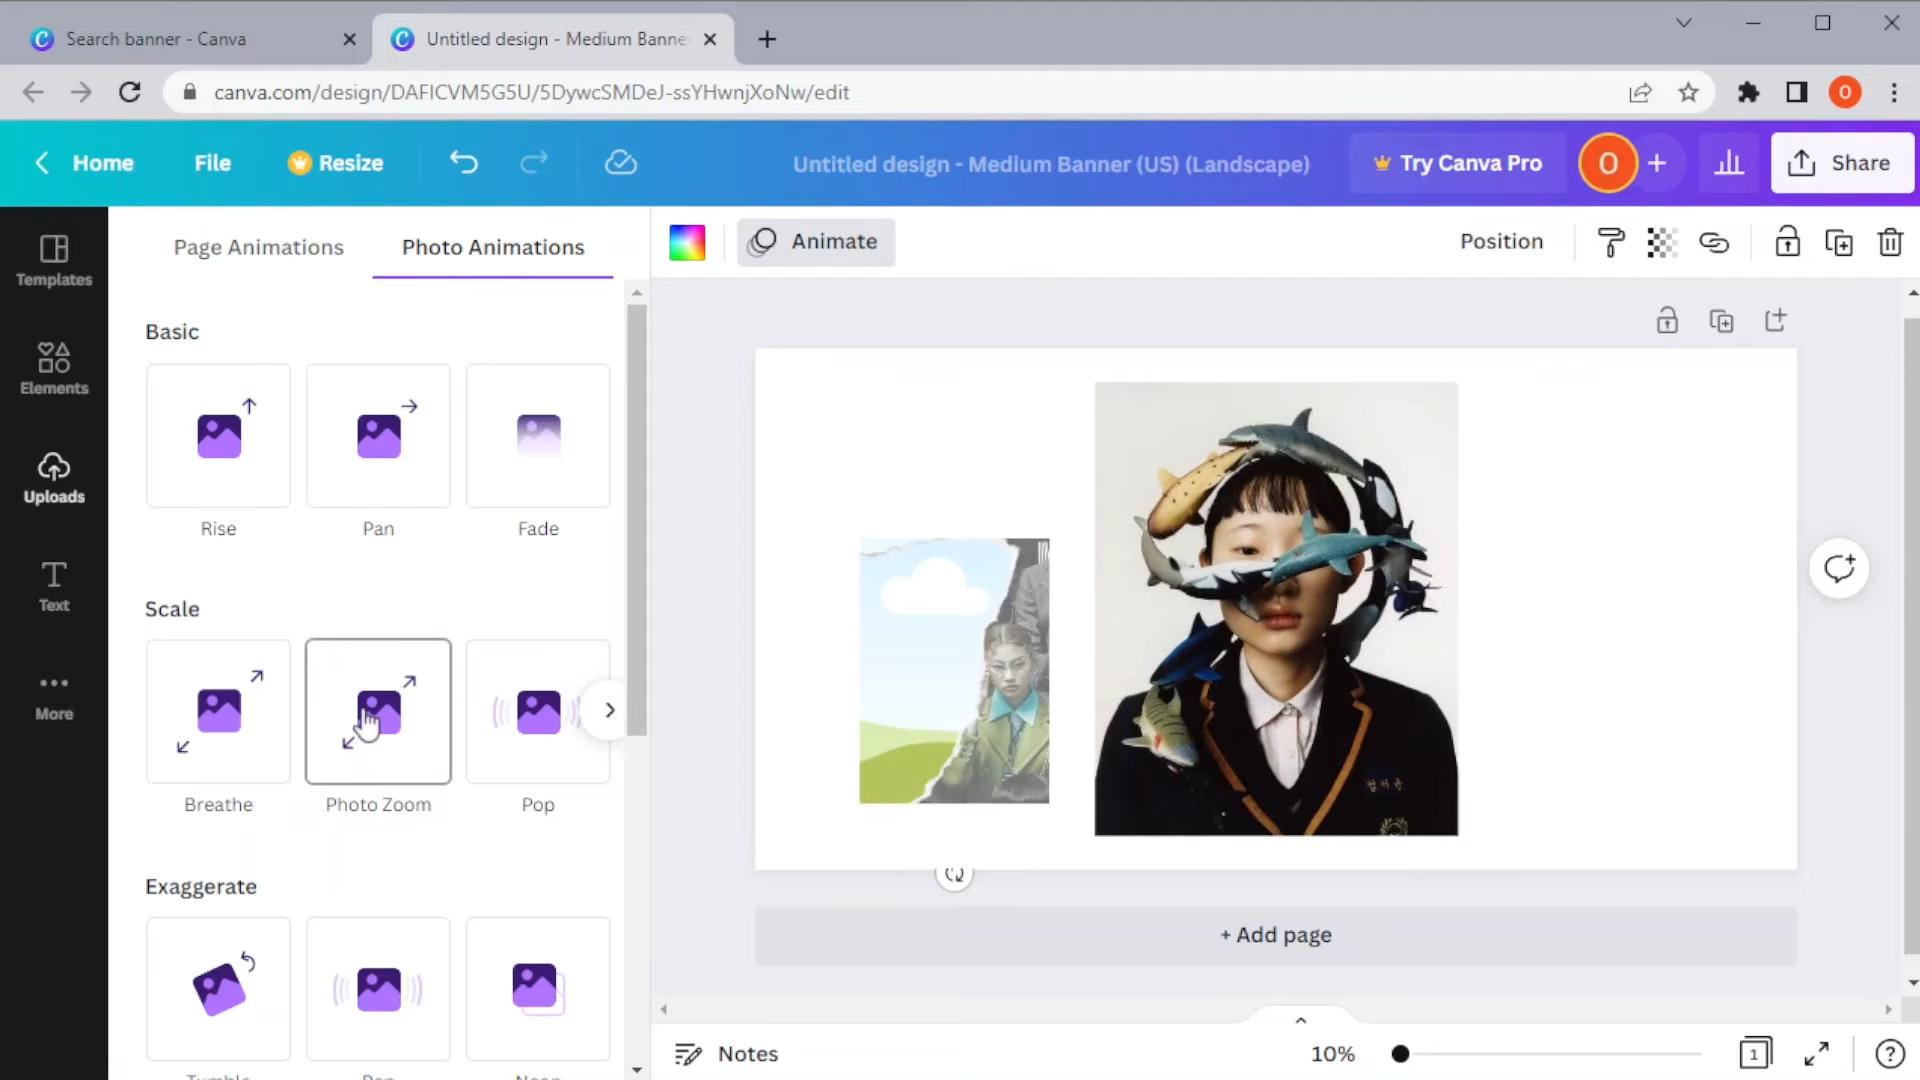 Search banner - Canva
Untitled design - Medium Banne
canva.com/design/DAFICVM5G5U/5DywcSMDeJ-ssYHwnjXoNw/edit
O
Home
File
Resize
Untitled design - Medium Banner (US) (Landscape)
Try Canva Pro
O
Share
Templates
Elements
Uploads
Text
More
Page Animations
Photo Animations
Animate
Position
Basic
Rise
Pan
Fade
Scale
Breathe
Photo Zoom
Pop
Exaggerate
+ Add page
Notes
10%
1